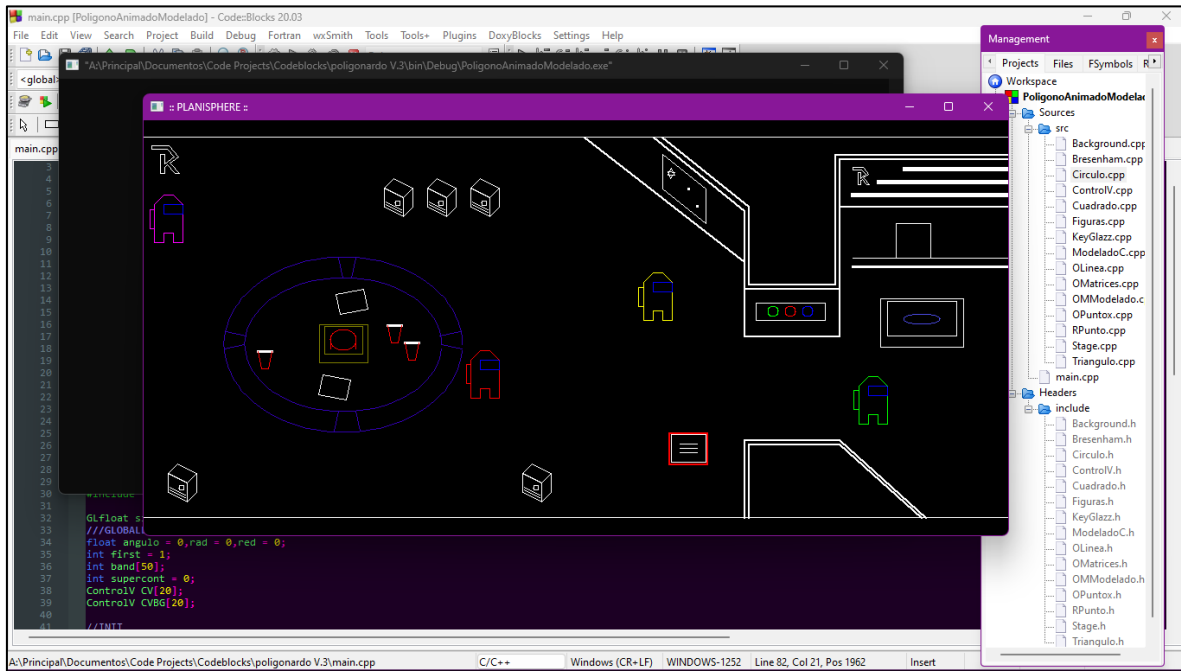 main.cpp [PoligonoAnimadoModelado] - Code::Blocks 20.03
File Edit View Search Project Build Debug Fortran wxSmith Tools Tools+ Plugins DoxyBlocks Settings Help
"A:\Principal\Documentos\Code Projects\Codeblocks\poligonardo V.3\bin\Debug\PoligonoAnimadoModelado.exe"
<global>
:: PLANISPHERE ::
main.cpp
3
4
5
6
7
8
9
10
11
12
13
14
15
16
17
18
19
20
21
22
23
24
25
26
27
28
29
30 #include
31
32 GLfloat
33 ///GLOBAL
34 float angulo = 0,rad = 0,red = 0;
35 int first = 1;
36 int band[50];
37 int supercont = 0;
38 ControlV CV[20];
39 ControlV CVBG[20];
40
41 //INIT
Management
Projects Files FSymbols
Workspace
PoligonoAnimadoModelac
Sources
src
Background.cpp
Bresenham.cpp
Circulo.cpp
ControlV.cpp
Cuadrado.cpp
Figuras.cpp
KeyGlazz.cpp
ModeladoC.cpp
OLinea.cpp
OMatrices.cpp
OMModelado.c
OPuntox.cpp
RPunto.cpp
Stage.cpp
Triangulo.cpp
main.cpp
Headers
include
Background.h
Bresenham.h
Circulo.h
ControlV.h
Cuadrado.h
Figuras.h
KeyGlazz.h
ModeladoC.h
OLinea.h
OMatrices.h
OMModelado.h
OPuntox.h
RPunto.h
Stage.h
Triangulo.h
A:\Principal\Documentos\Code Projects\Codeblocks\poligonardo V.3\main.cpp C/C++ Windows (CR+LF) WINDOWS-1252 Line 82, Col 21, Pos 1962 Insert